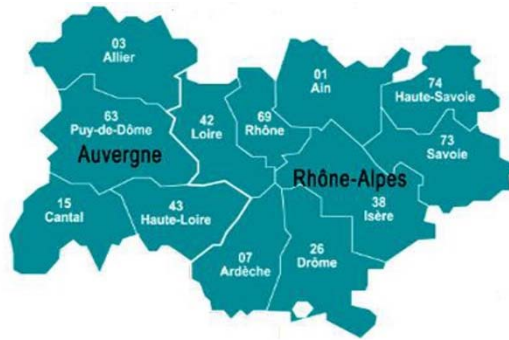 03
Allier
01
Ain
74
Haute-Savoie
63
Puy-de-Dôme
Auvergne
42
Loire
69
Rhône
73
Savoie
Rhône-Alpes
15
Cantal
43
Haute-Loire
38
Isère
07
Ardèche
26
Drôme